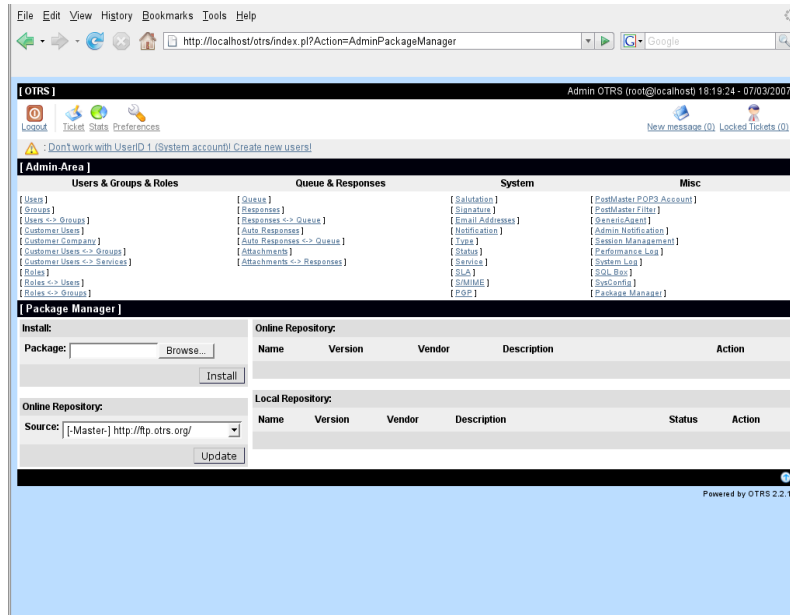 File Edit View History Bookmarks Tools Help
http://localhost/otrs/index.pl?Action=AdminPackageManager
G Google
[ OTRS ]
Admin OTRS (root@localhost) 18:19:24 - 07/03/2007
Logout Ticket Stats Preferences
New message (0) Locked Tickets (0)
: Don't work with UserID 1 (System account)! Create new users!
[ Admin-Area ]
Users & Groups & Roles Queue & Responses System Misc
[ Users ] [ Queue ] [ Salutation ] [ PostMaster POP3 Account ]
[ Groups ] [ Responses ] [ Signature ] [ PostMaster Filter ]
[ Users <-> Groups ] [ Responses <-> Queue ] [ Email Addresses ] [ GenericAgent ]
[ Customer Users ] [ Auto Responses ] [ Notification ] [ Admin Notification ]
[ Customer Company ] [ Auto Responses <-> Queue ] [ Type ] [ Session Management ]
[ Customer Users <-> Groups ] [ Attachments ] [ Status ] [ Performance Log ]
[ Customer Users <-> Services ] [ Attachments <-> Responses ] [ Service ] [ System Log ]
[ Roles ] [ SLA ] [ SQL Box ]
[ Roles <-> Users ] [ S/MIME ] [ SysConfig ]
[ Roles <-> Groups ] [ PGP ] [ Package Manager ]
[ Package Manager ]
Install:
Package: Browse...
Install
Online Repository:
Source: [-Master-] http://ftp.otrs.org/
Update
Online Repository:
Name Version Vendor Description Action
Local Repository:
Name Version Vendor Description Status Action
Powered by OTRS 2.2.1